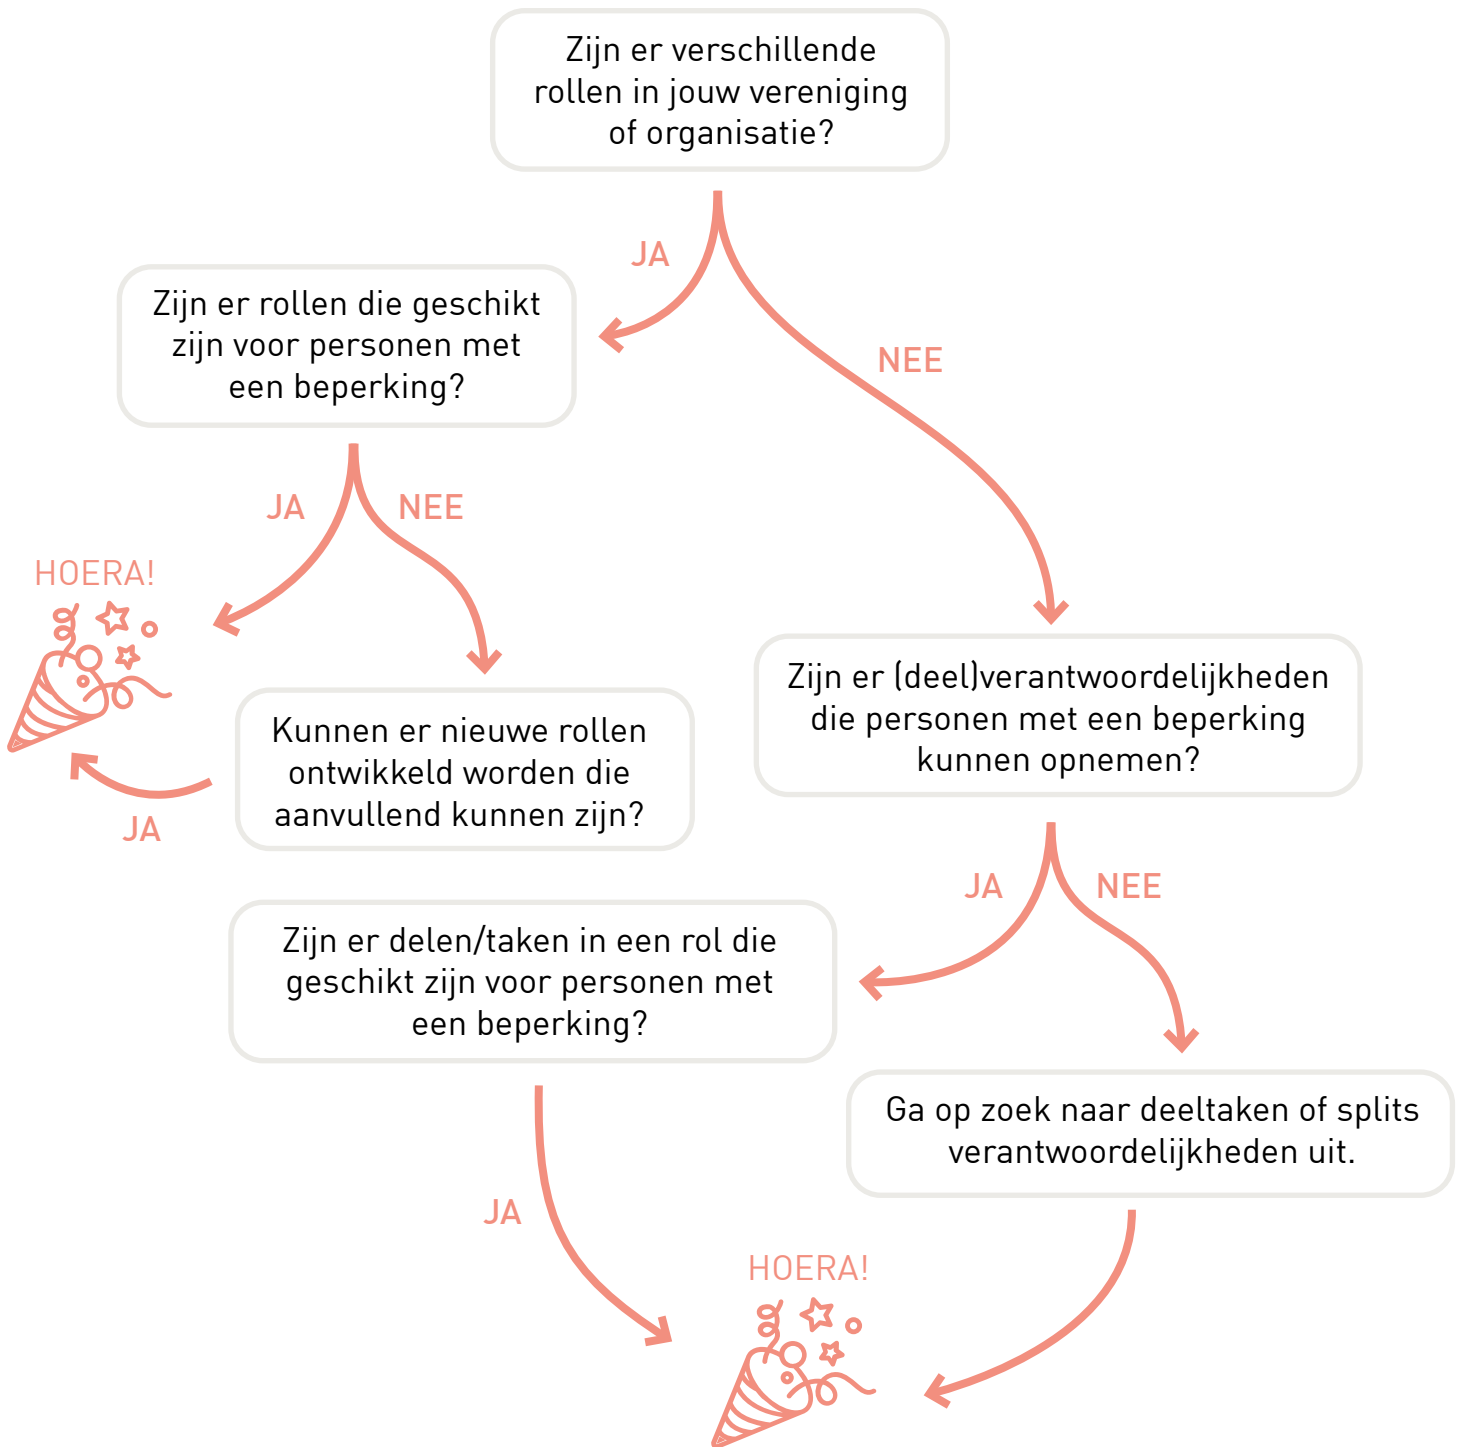 Zijn er verschillende
rollen in jouw vereniging
of organisatie?
JA
NEE
Zijn er rollen die geschikt
zijn voor personen met
een beperking?
JA
NEE
HOERA!
Kunnen er nieuwe rollen
ontwikkeld worden die
aanvullend kunnen zijn?
JA
Zijn er (deel)verantwoordelijkheden
die personen met een beperking
kunnen opnemen?
JA
NEE
Zijn er delen/taken in een rol die
geschikt zijn voor personen met
een beperking?
JA
Ga op zoek naar deeltaken of splits
verantwoordelijkheden uit.
HOERA!